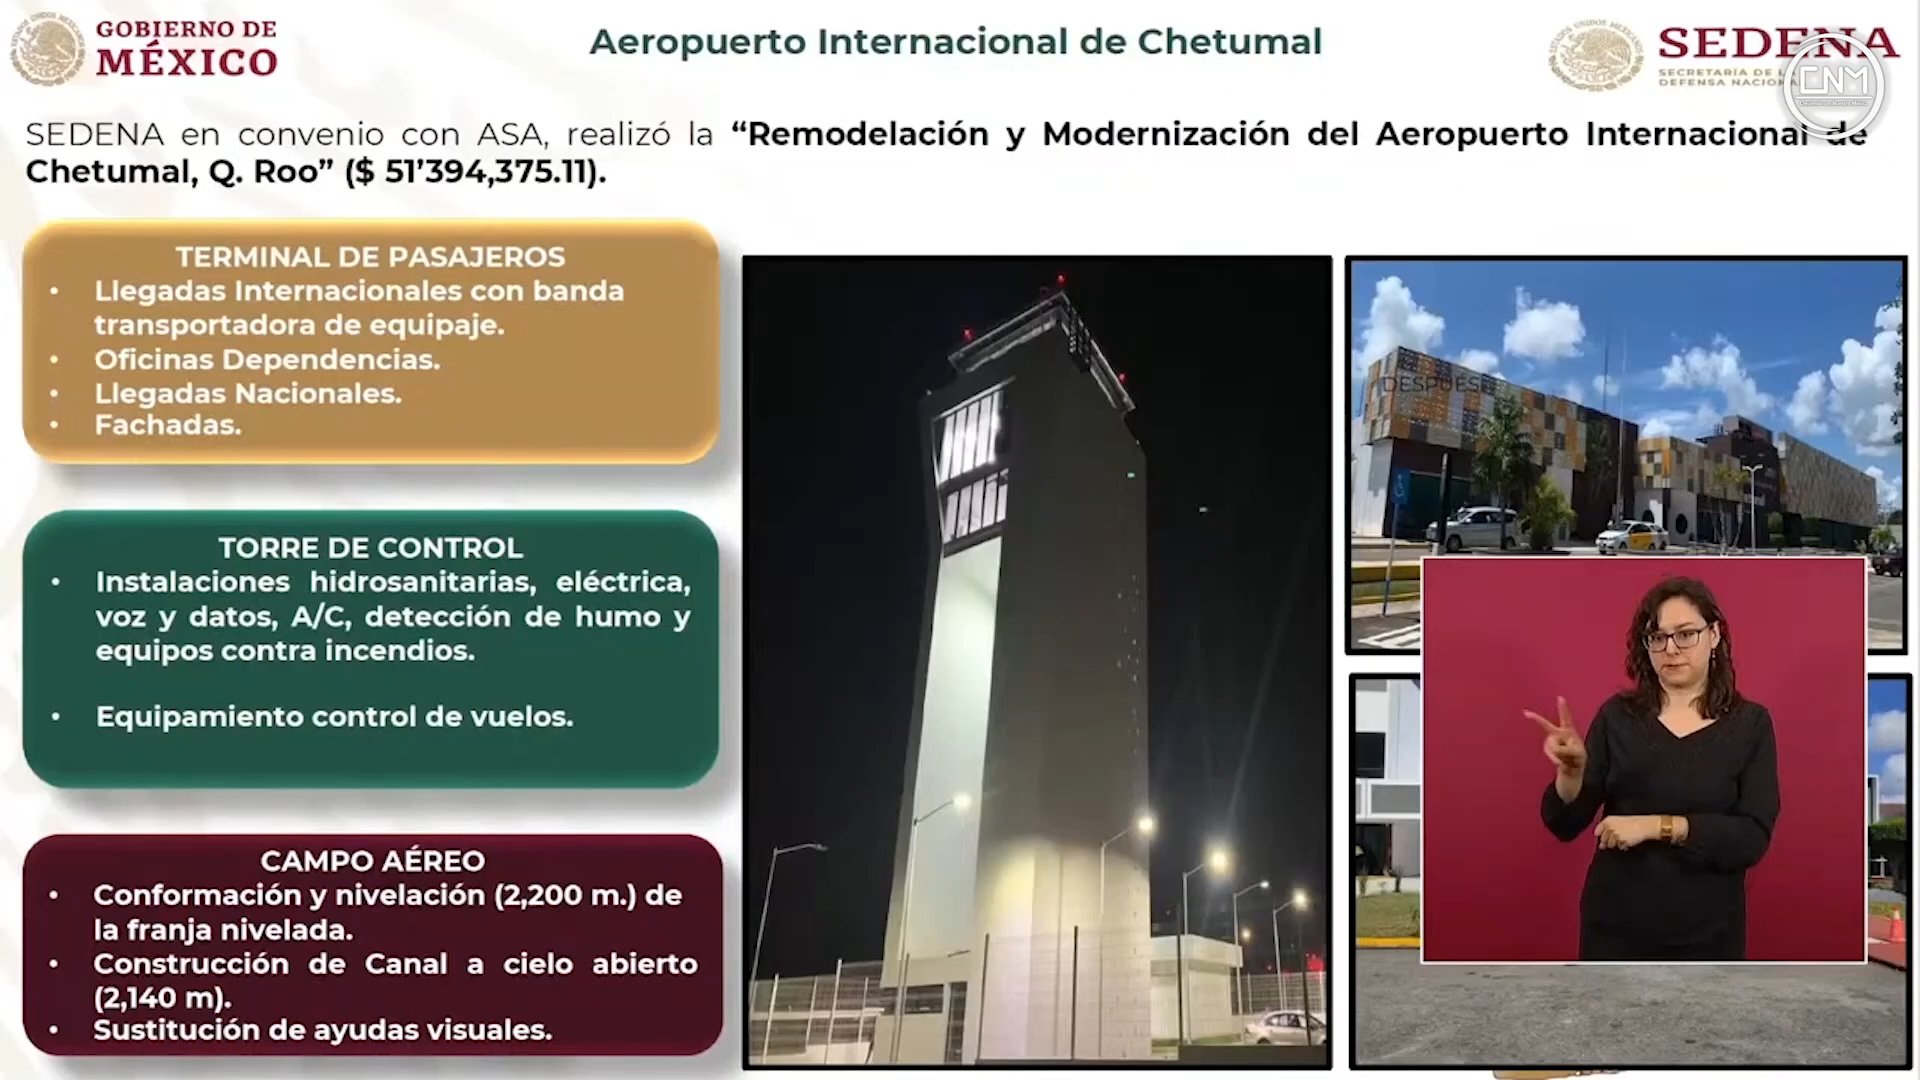 GOBIERNO DE
MÉXICO
Aeropuerto Internacional de Chetumal
SEDENA
SECRETARÍA DE LA
DEFENSA NACIONAL
CNM
SEDENA en convenio con ASA, realizó la “Remodelación y Modernización del Aeropuerto Internacional de
Chetumal, Q. Roo” ($ 51’394,375.11).
TERMINAL DE PASAJEROS
• Llegadas Internacionales con banda
transportadora de equipaje.
• Oficinas Dependencias.
• Llegadas Nacionales.
• Fachadas.
TORRE DE CONTROL
• Instalaciones hidrosanitarias, eléctrica,
voz y datos, A/C, detección de humo y
equipos contra incendios.
• Equipamiento control de vuelos.
CAMPO AÉREO
• Conformación y nivelación (2,200 m.) de
la franja nivelada.
• Construcción de Canal a cielo abierto
(2,140 m).
• Sustitución de ayudas visuales.
DESPUÉS